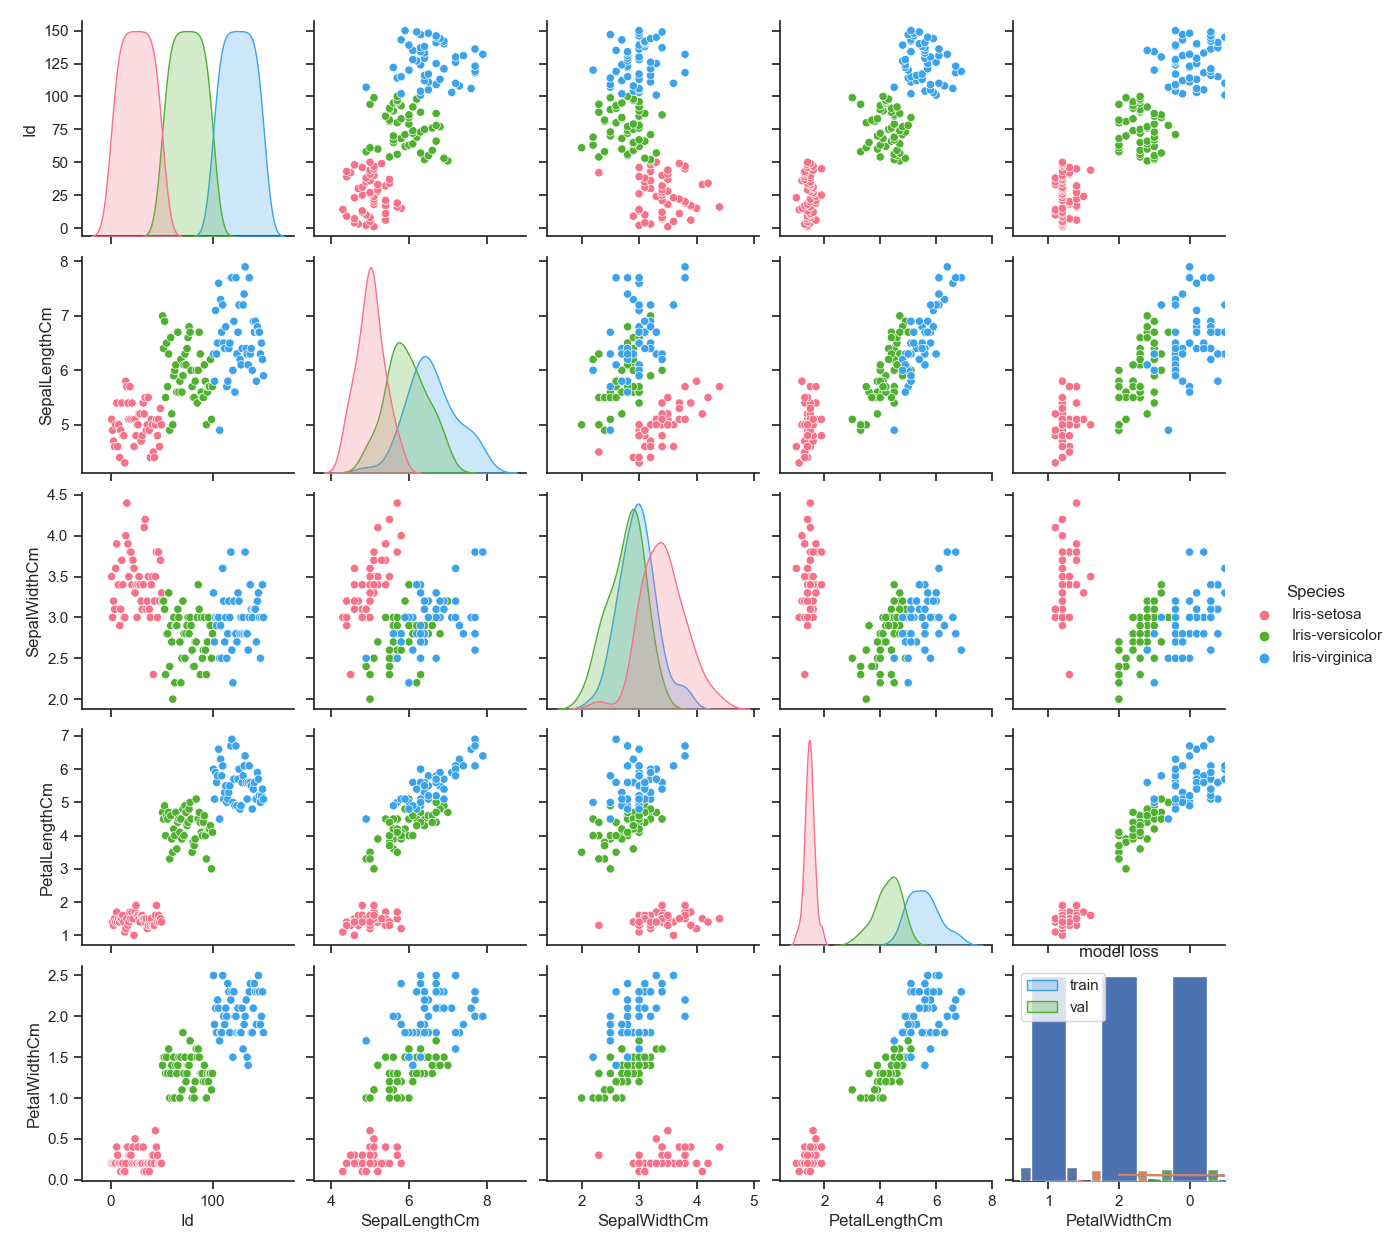 150
125
100
75
50
25
0
Id
8
7
6
5
SepalLengthCm
4.5
4.0
3.5
3.0
2.5
2.0
SepalWidthCm
Species
Iris-setosa
Iris-versicolor
Iris-virginica
7
6
5
4
3
2
1
PetalLengthCm
model loss
train
val
2.5
2.0
1.5
1.0
0.5
0.0
PetalWidthCm
0 100
4 6 8
2 3 4 5
2 4 6 8
1 2 0
Id
SepalLengthCm
SepalWidthCm
PetalLengthCm
PetalWidthCm